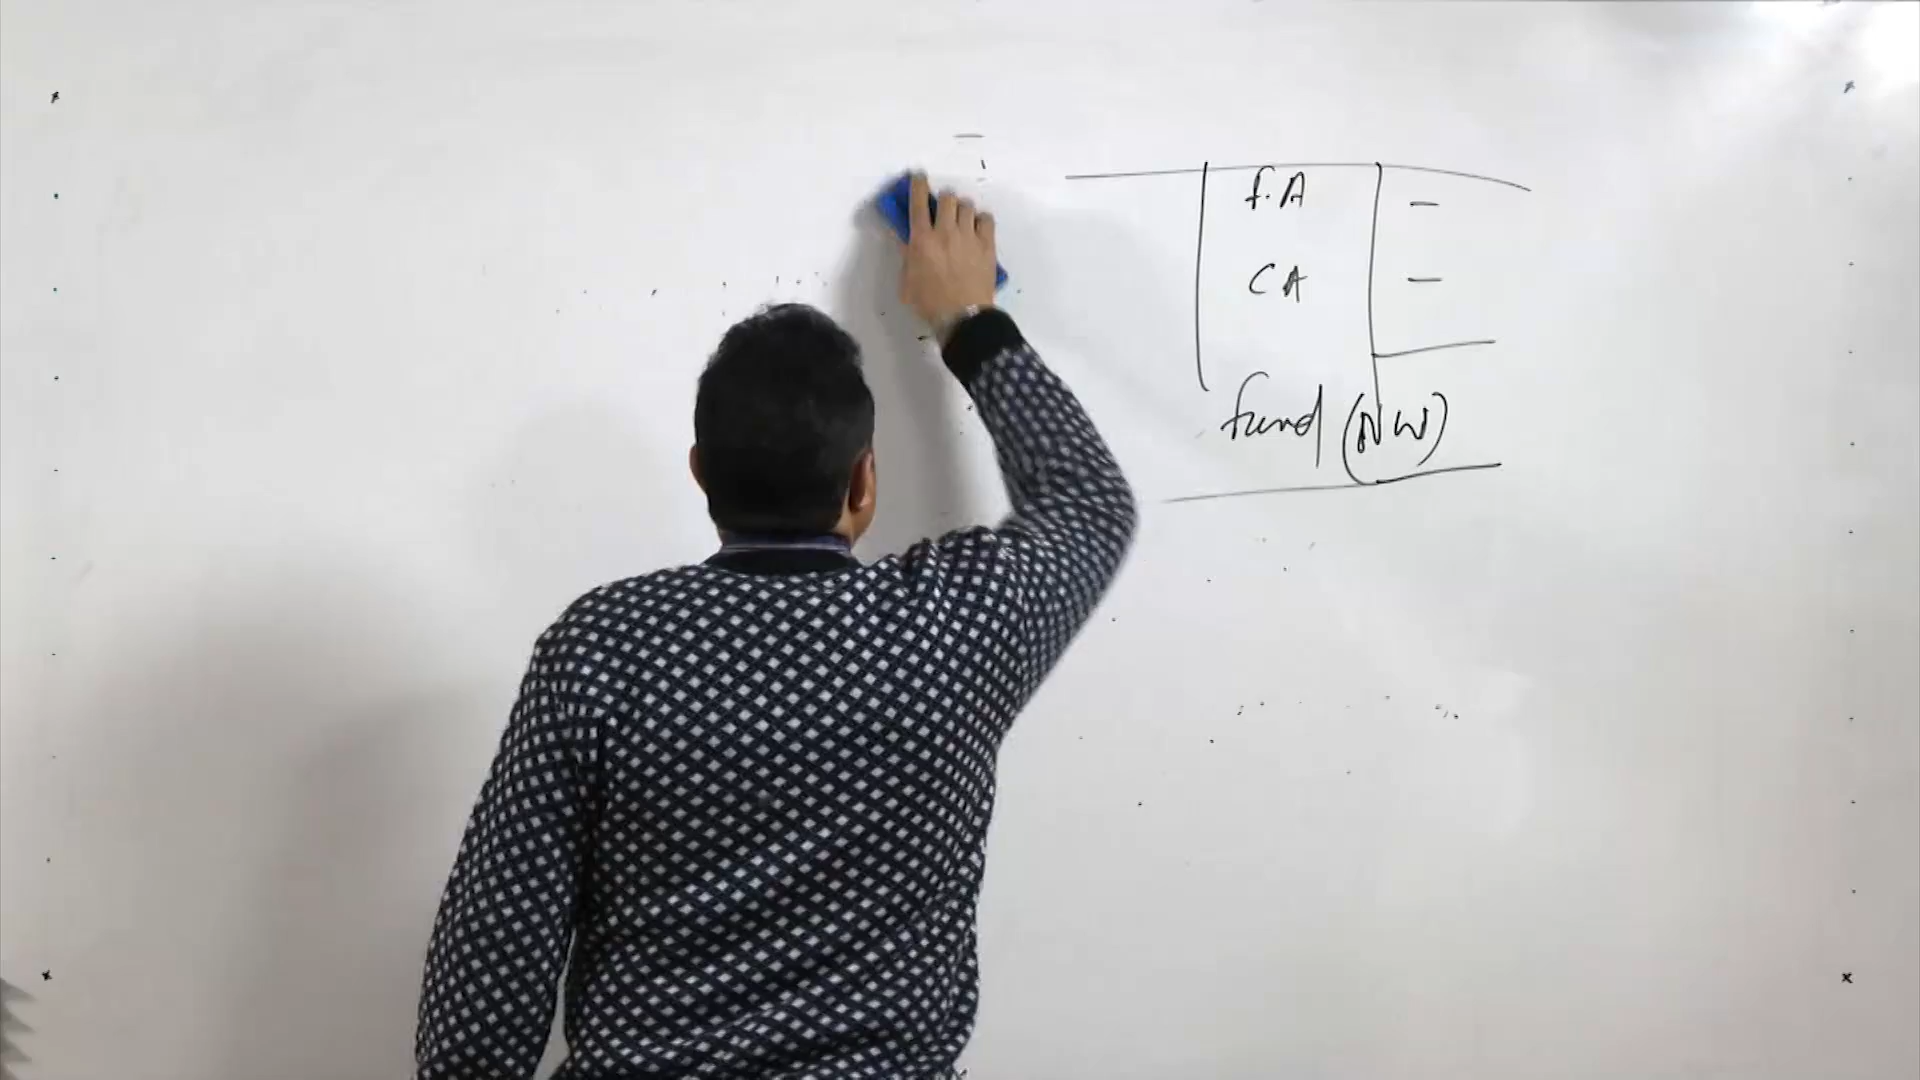 f.A –
CA –
fund (NW)